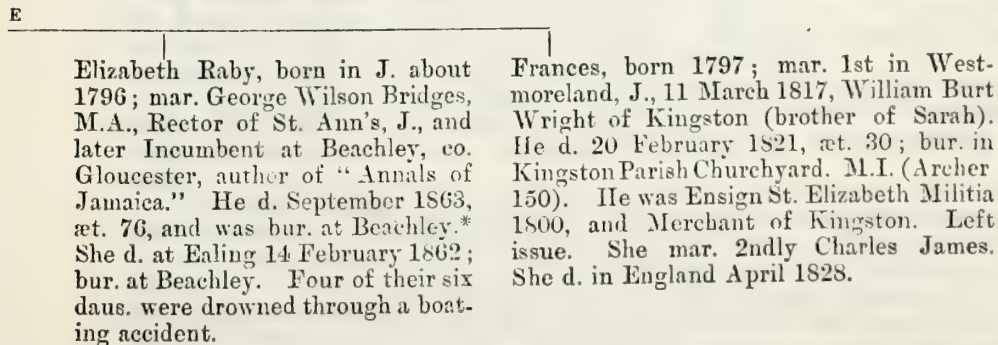 E
Elizabeth Raby, born in J. about
1796; mar. George Wilson Bridges,
M.A., Rector of St. Ann's, J., and
later Incumbent at Beachley, co.
Gloucester, author of "Annals of
Jamaica." He d. September 1863,
æt. 76, and was bur. at Beachley.*
She d. at Ealing 14 February 1862;
bur. at Beachley. Four of their six
daus. were drowned through a boat-
ing accident.
Frances, born 1797; mar. 1st in West-
moreland, J., 11 March 1817, William Burt
Wright of Kingston (brother of Sarah).
He d. 20 February 1821, æt. 30; bur. in
Kingston Parish Churchyard. M.I. (Archer
150). He was Ensign St. Elizabeth Militia
1800, and Merchant of Kingston. Left
issue. She mar. 2ndly Charles James.
She d. in England April 1828.